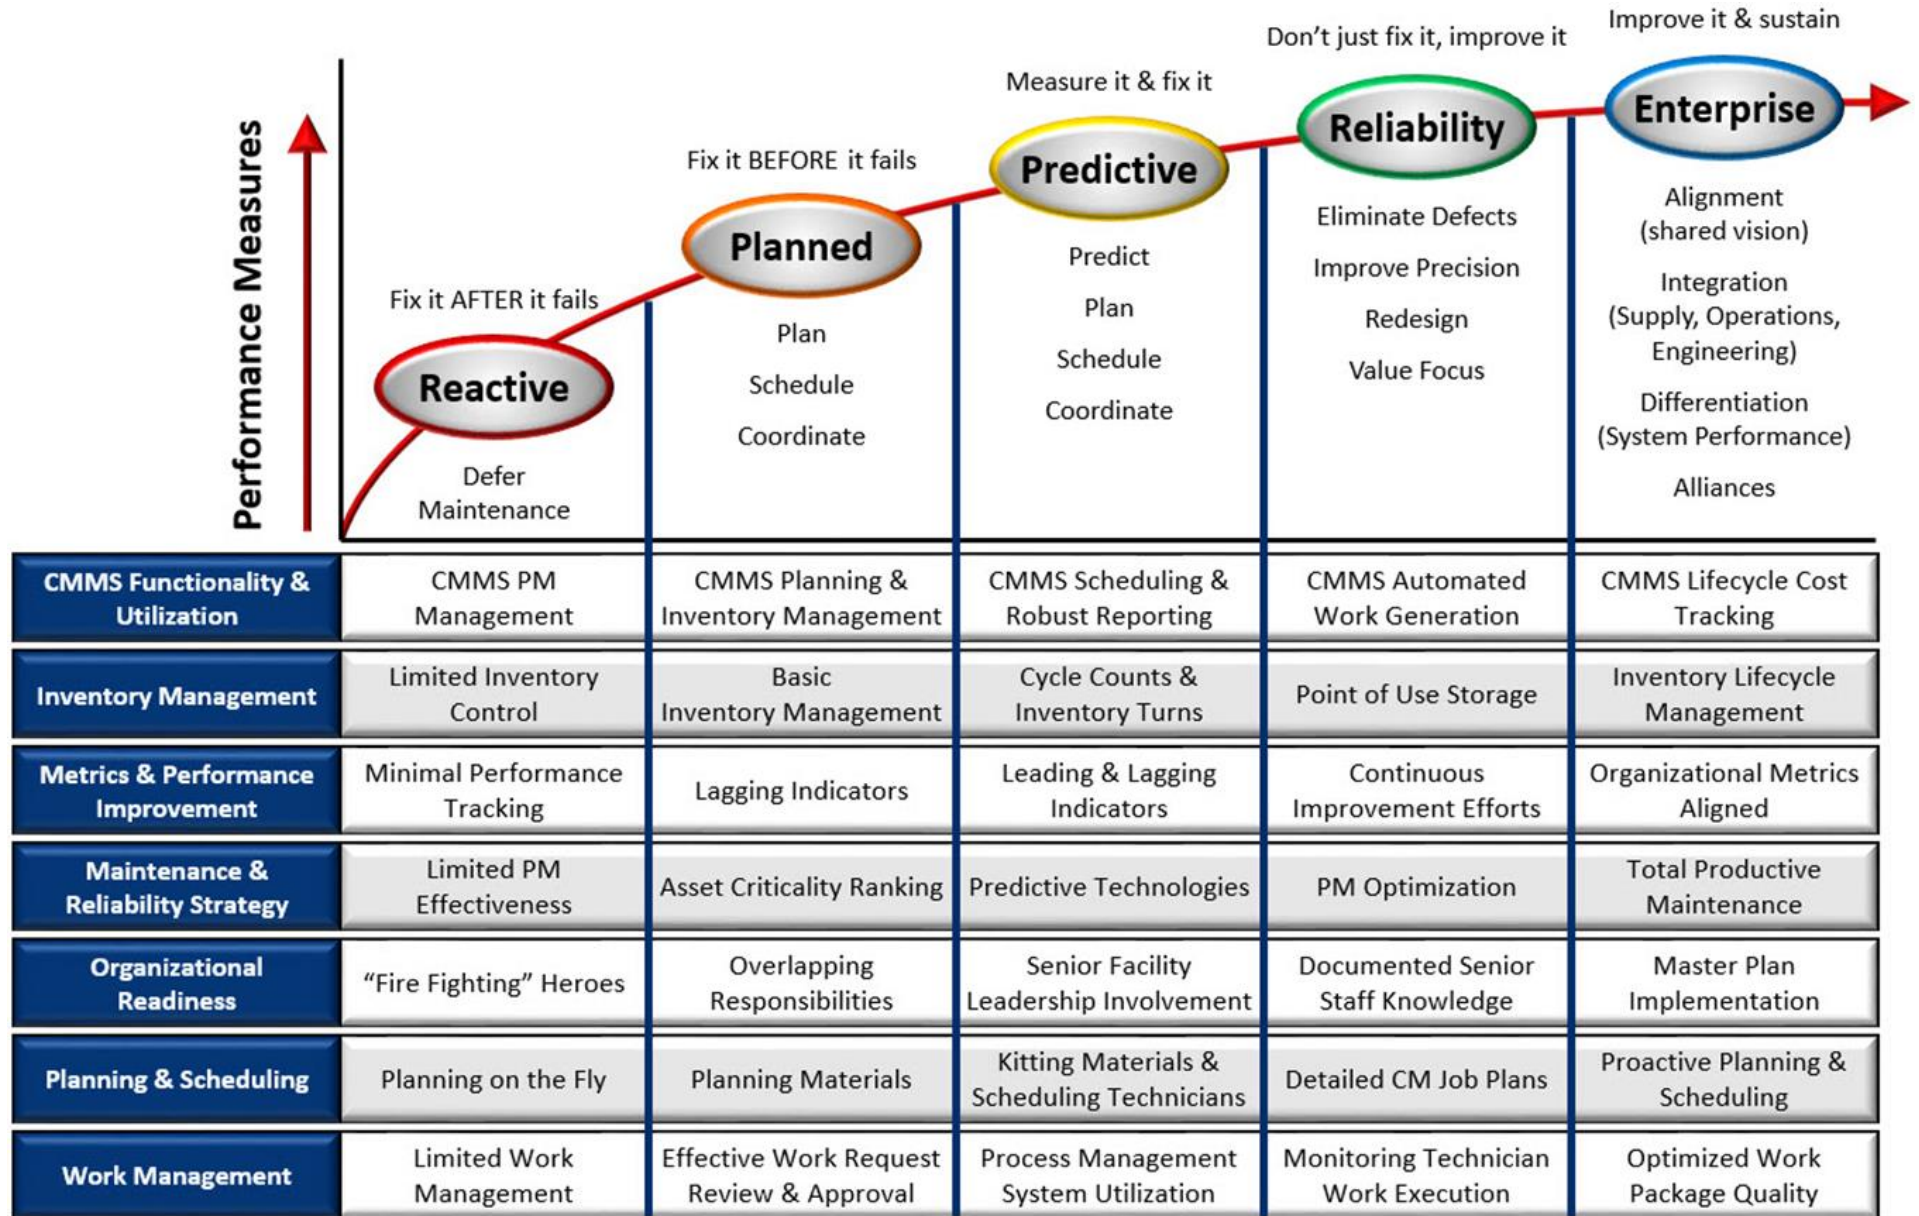 Improve it & sustain
Don't just fix it, improve it
Measure it & fix it
Fix it BEFORE it fails
Fix it AFTER it fails
Performance Measures
Reactive
Defer
Maintenance
Planned
Plan
Schedule
Coordinate
Predictive
Predict
Plan
Schedule
Coordinate
Reliability
Eliminate Defects
Improve Precision
Redesign
Value Focus
Enterprise
Alignment
(shared vision)
Integration
(Supply, Operations,
Engineering)
Differentiation
(System Performance)
Alliances
CMMS Functionality &
Utilization
CMMS PM
Management
CMMS Planning &
Inventory Management
CMMS Scheduling &
Robust Reporting
CMMS Automated
Work Generation
CMMS Lifecycle Cost
Tracking
Inventory Management
Limited Inventory
Control
Basic
Inventory Management
Cycle Counts &
Inventory Turns
Point of Use Storage
Inventory Lifecycle
Management
Metrics & Performance
Improvement
Minimal Performance
Tracking
Lagging Indicators
Leading & Lagging
Indicators
Continuous
Improvement Efforts
Organizational Metrics
Aligned
Maintenance &
Reliability Strategy
Limited PM
Effectiveness
Asset Criticality Ranking
Predictive Technologies
PM Optimization
Total Productive
Maintenance
Organizational
Readiness
“Fire Fighting” Heroes
Overlapping
Responsibilities
Senior Facility
Leadership Involvement
Documented Senior
Staff Knowledge
Master Plan
Implementation
Planning & Scheduling
Planning on the Fly
Planning Materials
Kitting Materials &
Scheduling Technicians
Detailed CM Job Plans
Proactive Planning &
Scheduling
Work Management
Limited Work
Management
Effective Work Request
Review & Approval
Process Management
System Utilization
Monitoring Technician
Work Execution
Optimized Work
Package Quality